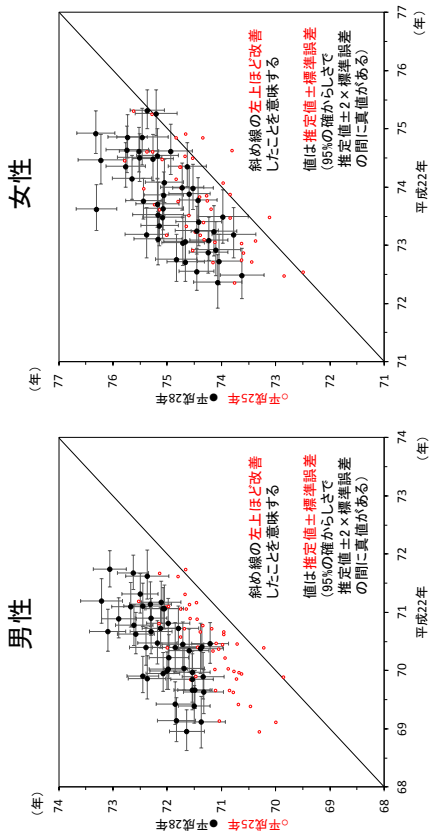 男性
(年)
74
73
72
71
70
69
68
○平成25年 ●平成28年
斜め線の左上ほど改善
したことを意味する
値は推定値±標準誤差
(95%の確からしさで
推定値±2×標準誤差
の間に真値がある)
68
69
70
71
72
73
74
(年)
平成22年
女性
(年)
77
76
75
74
73
72
71
○平成25年 ●平成28年
斜め線の左上ほど改善
したことを意味する
値は推定値±標準誤差
(95%の確からしさで
推定値±2×標準誤差
の間に真値がある)
71
72
73
74
75
76
77
(年)
平成22年